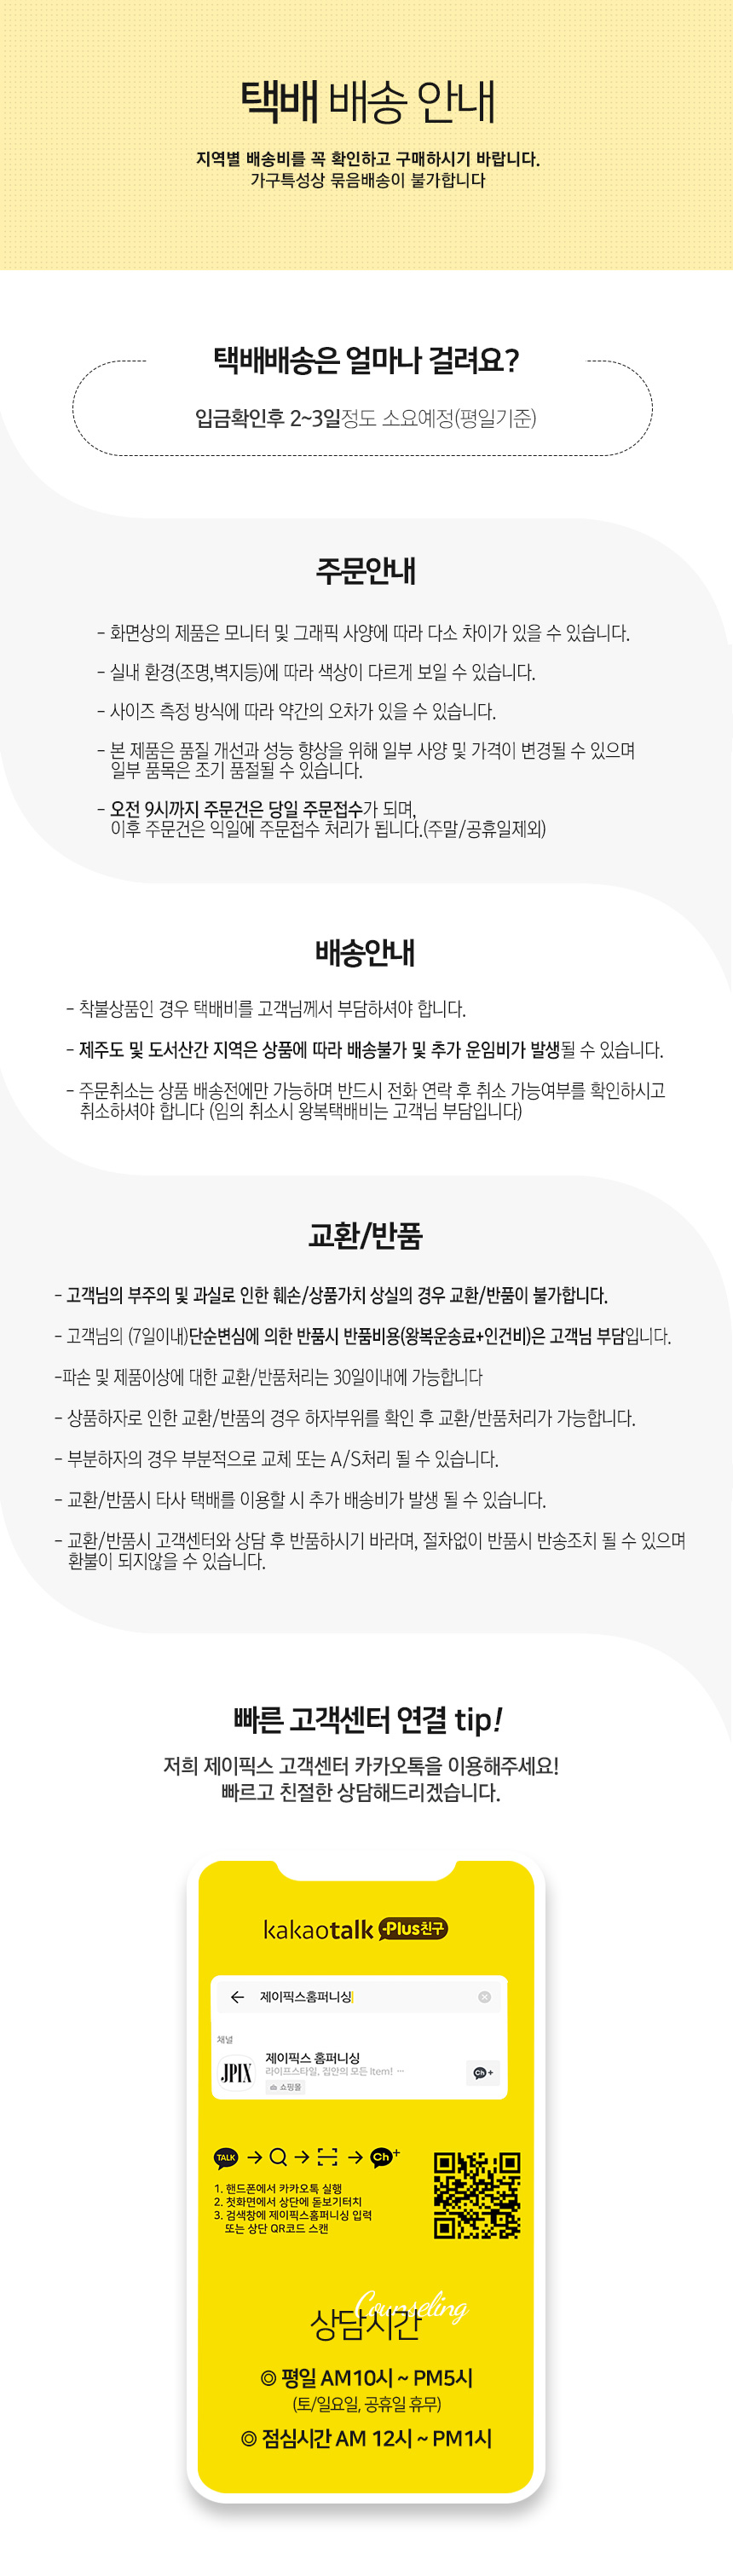 택배 배송 안내
지역별 배송비를 꼭 확인하고 구매하시기 바랍니다.
가구특성상 묶음배송이 불가합니다
택배배송은 얼마나 걸려요?
입금확인후 2~3일정도 소요예정(평일기준)
주문안내
- 화면상의 제품은 모니터 및 그래픽 사양에 따라 다소 차이가 있을 수 있습니다.
- 실내 환경(조명,벽지등)에 따라 색상이 다르게 보일 수 있습니다.
- 사이즈 측정 방식에 따라 약간의 오차가 있을 수 있습니다.
- 본 제품은 품질 개선과 성능 향상을 위해 일부 사양 및 가격이 변경될 수 있으며
일부 품목은 조기 품절될 수 있습니다.
- 오전 9시까지 주문건은 당일 주문접수가 되며,
이후 주문건은 익일에 주문접수 처리가 됩니다.(주말/공휴일제외)
배송안내
- 착불상품인 경우 택배비를 고객님께서 부담하셔야 합니다.
- 제주도 및 도서산간 지역은 상품에 따라 배송불가 및 추가 운임비가 발생될 수 있습니다.
- 주문취소는 상품 배송전에만 가능하며 반드시 전화 연락 후 취소 가능여부를 확인하시고
취소하셔야 합니다 (임의 취소시 왕복택배비는 고객님 부담입니다)
교환/반품
- 고객님의 부주의 및 과실로 인한 훼손/상품가치 상실의 경우 교환/반품이 불가합니다.
- 고객님의 (7일이내)단순변심에 의한 반품시 반품비용(왕복운송료+인건비)은 고객님 부담입니다.
-파손 및 제품이상에 대한 교환/반품처리는 30일이내에 가능합니다
- 상품하자로 인한 교환/반품의 경우 하자부위를 확인 후 교환/반품처리가 가능합니다.
- 부분하자의 경우 부분적으로 교체 또는 A/S처리 될 수 있습니다.
- 교환/반품시 타사 택배를 이용할 시 추가 배송비가 발생 될 수 있습니다.
- 교환/반품시 고객센터와 상담 후 반품하시기 바라며, 절차없이 반품시 반송조치 될 수 있으며
환불이 되지않을 수 있습니다.
빠른 고객센터 연결 tip!
저희 제이픽스 고객센터 카카오톡을 이용해주세요!
빠르고 친절한 상담해드리겠습니다.
kakaotalk Plus친구
제이픽스홈퍼니싱
채널
JPIX
제이픽스 홈퍼니싱
라이프스타일, 집안의 모든 Item! ···
쇼핑몰
Ch+
TALK
Ch+
1. 핸드폰에서 카카오톡 실행
2. 첫화면에서 상단에 돋보기터치
3. 검색창에 제이픽스홈퍼니싱 입력
또는 상단 QR코드 스캔
Counseling
상담시간
◎ 평일 AM10시 ~ PM5시
(토/일요일, 공휴일 휴무)
◎ 점심시간 AM 12시 ~ PM1시